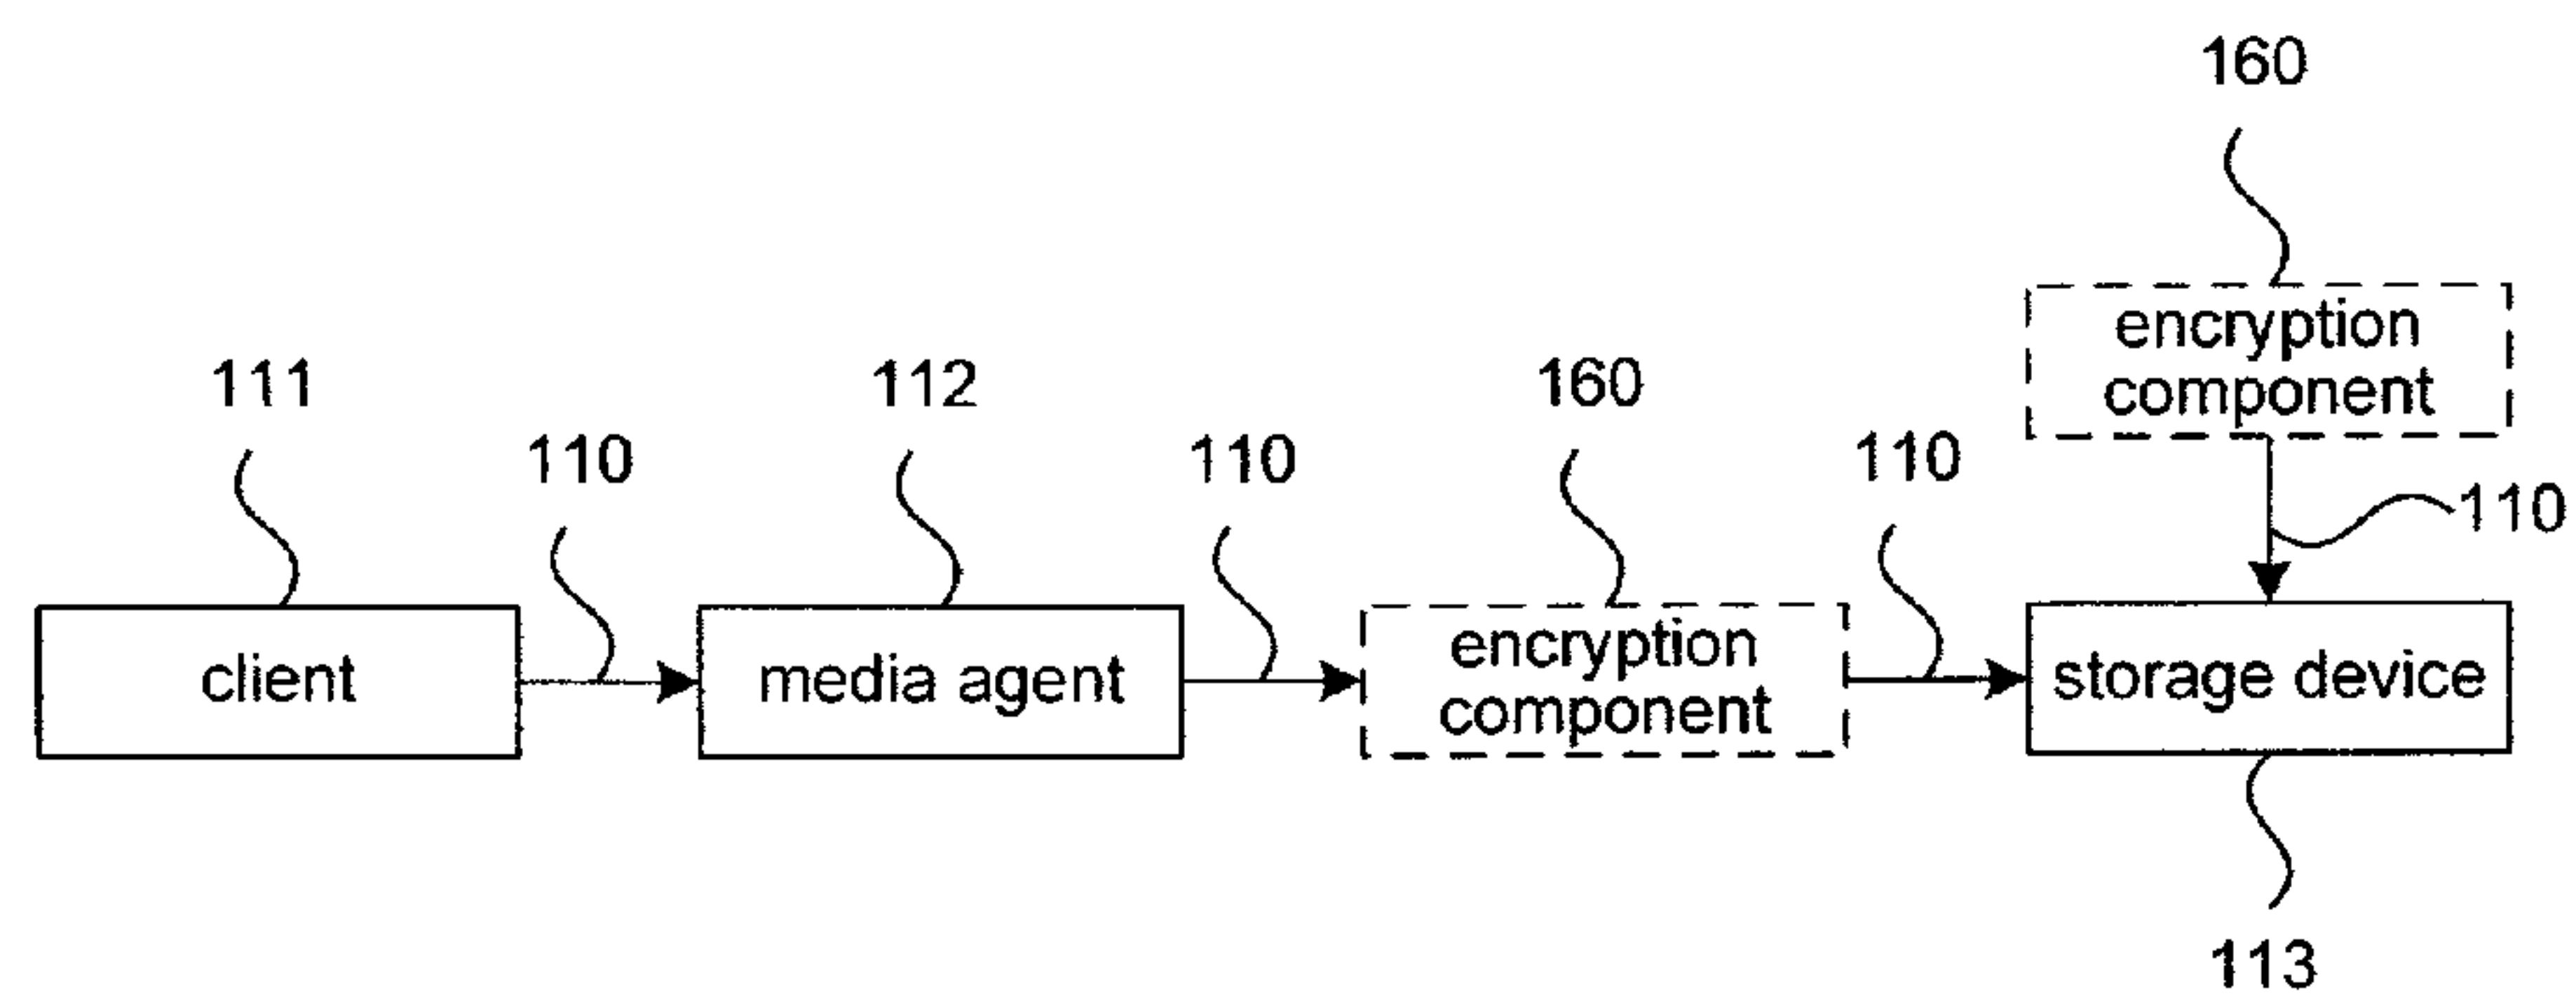 160
encryption
component
111
112
160
110
110
110
110
client
media agent
encryption
component
storage device
113